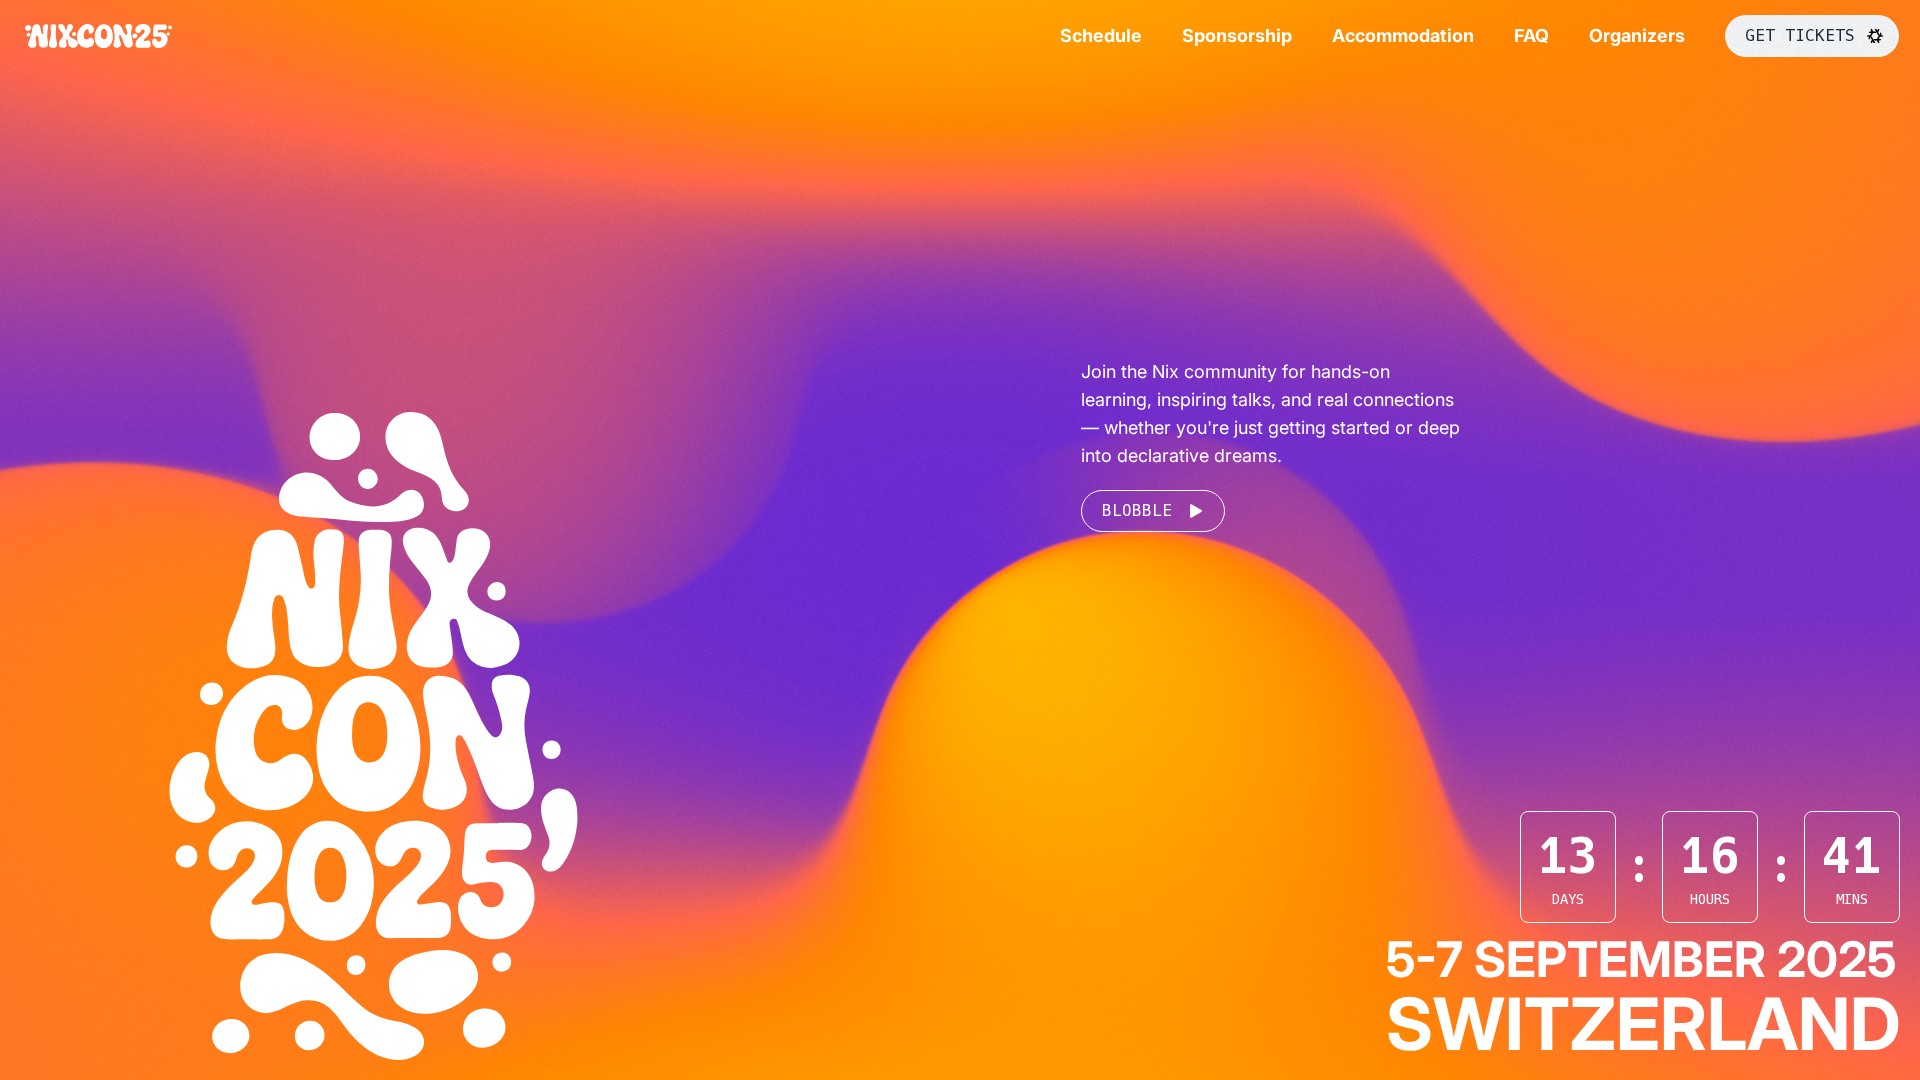 NIX·CON·25
Schedule
Sponsorship
Accommodation
FAQ
Organizers
GET TICKETS
Join the Nix community for hands-on
learning, inspiring talks, and real connections
— whether you're just getting started or deep
into declarative dreams.
BLOBBLE
NIX
CON
2025
13 : 16 : 41
DAYS HOURS MINS
5-7 SEPTEMBER 2025
SWITZERLAND